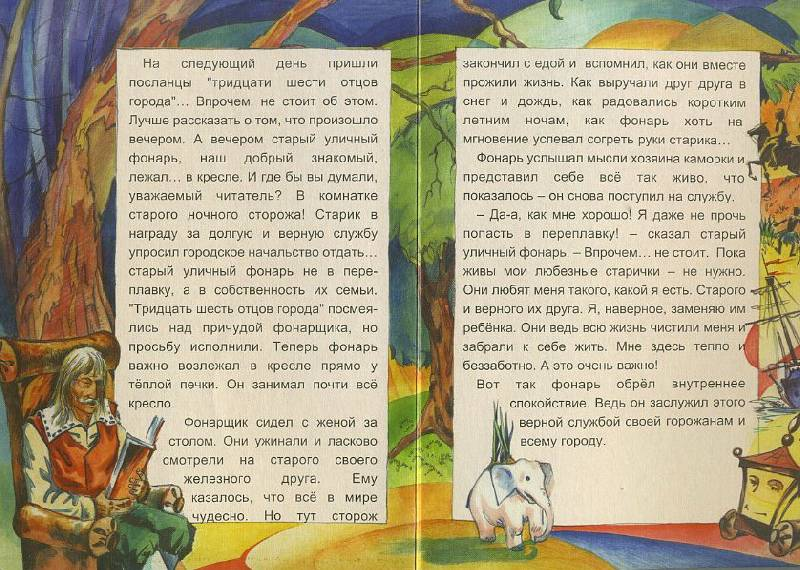 На следующий день пришли
посланцы "тридцати шести отцов
города"... Впрочем не стоит об этом.
Лучше рассказать о том, что произошло
вечером. А вечером старый уличный
фонарь, наш добрый знакомый,
лежал... в кресле. И где бы вы думали,
уважаемый читатель? В комнатке
старого ночного сторожа! Старик в
награду за долгую и верную службу
упросил городское начальство отдать...
старый уличный фонарь не в пере-
плавку, а в собственность их семьи.
"Тридцать шесть отцов города" посмея-
лись над причудой фонарщика, но
просьбу исполнили. Теперь фонарь
важно возлежал в кресле прямо у
тёплой печки. Он занимал почти всё
кресло.
Фонарщик сидел с женой за
столом. Они ужинали и ласково
смотрели на старого своего
железного друга. Ему
казалось, что всё в мире
чудесно. Но тут сторож
закончил с едой и вспомнил, как они вместе
прожили жизнь. Как выручали друг друга в
снег и дождь, как радовались коротким
летним ночам, как фонарь хоть на
мгновение успевал согреть руки старика...
Фонарь услышал мысли хозяина каморки и
представил себе всё так живо, что
показалось – он снова поступил на службу.
– Да-а, как мне хорошо! Я даже не прочь
попасть в переплавку! – сказал старый
уличный фонарь – Впрочем... не стоит. Пока
живы мои любезные старички – не нужно.
Они любят меня такого, какой я есть. Старого
и верного их друга. Я, наверное, заменяю им
ребёнка. Они ведь всю жизнь чистили меня и
забрали к себе жить. Мне здесь тепло и
беззаботно. А это очень важно!
Вот так фонарь обрёл внутреннее
спокойствие. Ведь он заслужил этого
верной службой своей горожанам и
всему городу.